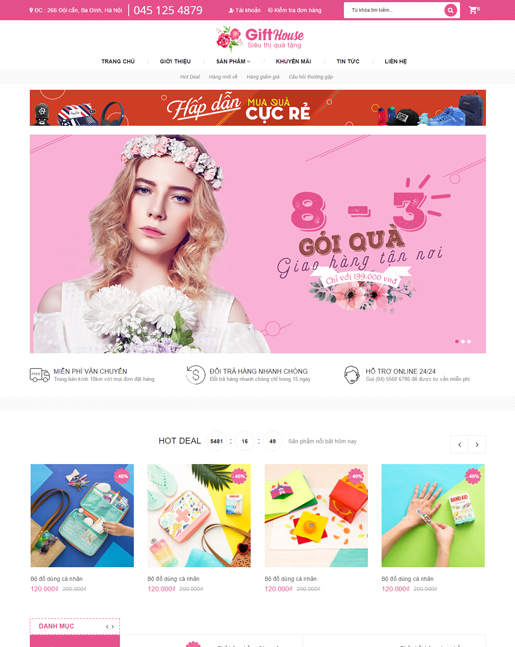 ĐC : 266 Đội cấn, Ba Đình, Hà Nội
045 125 4879
Tài khoản
Kiểm tra đơn hàng
Từ khóa tìm kiếm...
0
Gift House
Siêu thị quà tặng
TRANG CHỦ
GIỚI THIỆU
SẢN PHẨM
KHUYẾN MÃI
TIN TỨC
LIÊN HỆ
Hot Deal
Hàng mới về
Hàng giảm giá
Câu hỏi thường gặp
Hấp dẫn
MUA QUÀ
CỰC RẺ
8 - 3
GÓI QUÀ
Giao hàng tận nơi
Chỉ với 199.000 vnđ
FREE
MIỄN PHÍ VẬN CHUYỂN
Trong bán kính 10km với mọi đơn đặt hàng
$
ĐỔI TRẢ HÀNG NHANH CHÓNG
Đổi trả hàng nhanh chóng chỉ trong 15 ngày
HỖ TRỢ ONLINE 24/24
Gọi (04) 5566 6780 để được tư vấn miễn phí
HOT DEAL
5481 : 16 : 49
Sản phẩm nổi bật hôm nay
- 40%
- 40%
- 40%
- 40%
BAND-AID
Bộ đồ dùng cá nhân
120.000₫ 200.000₫
Bộ đồ dùng cá nhân
120.000₫ 200.000₫
Bộ đồ dùng cá nhân
120.000₫ 200.000₫
Bộ đồ dùng cá nhân
120.000₫ 200.000₫
DANH MỤC